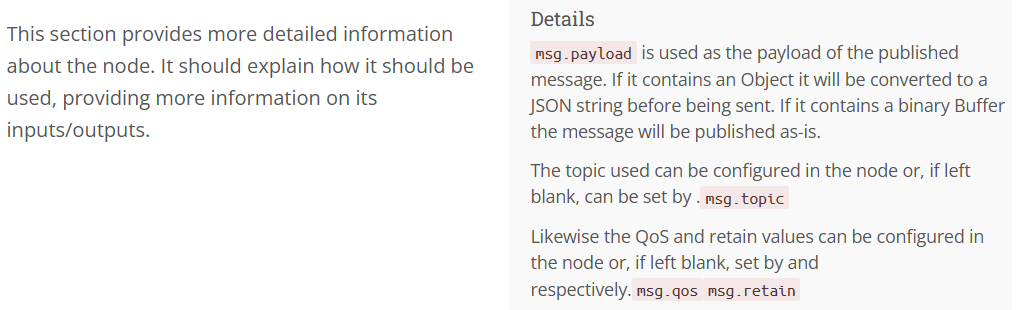 This section provides more detailed information
about the node. It should explain how it should be
used, providing more information on its
inputs/outputs.
Details
msg.payload is used as the payload of the published
message. If it contains an Object it will be converted to a
JSON string before being sent. If it contains a binary Buffer
the message will be published as-is.
The topic used can be configured in the node or, if left
blank, can be set by . msg.topic
Likewise the QoS and retain values can be configured in
the node or, if left blank, set by and
respectively. msg.qos msg.retain